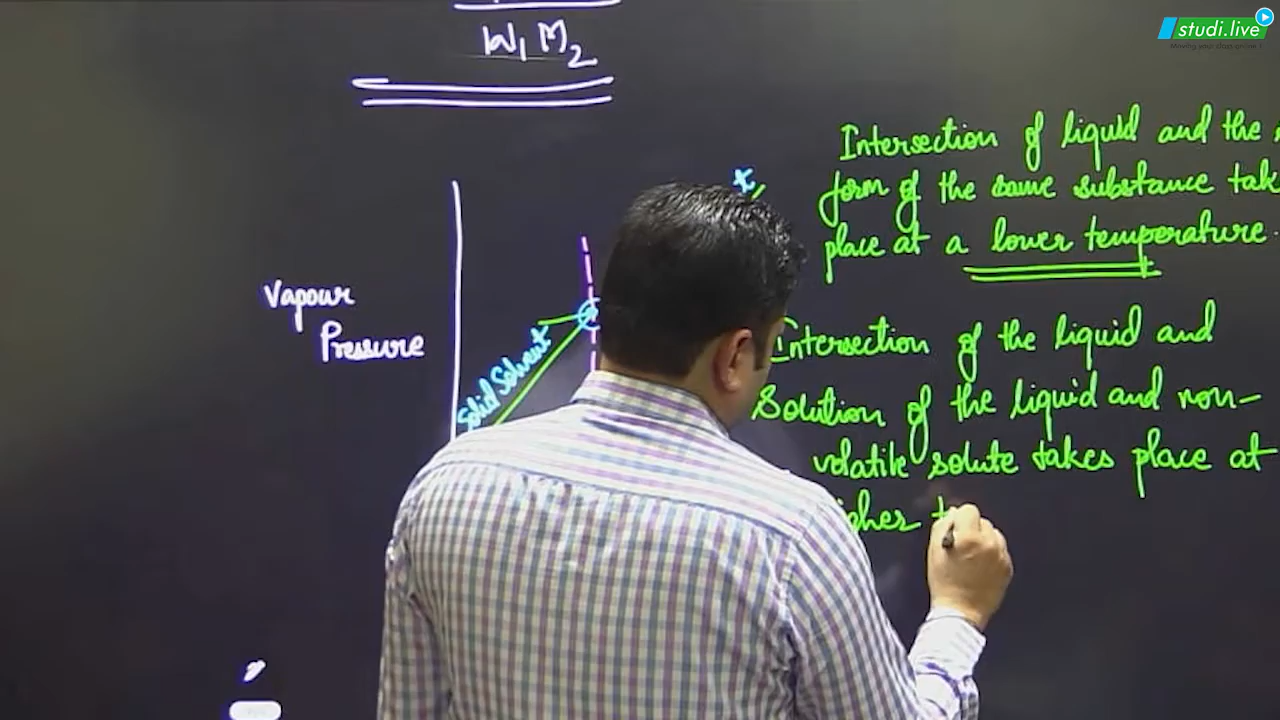 studi.live
Moving your class online !
W₁ M₂
Intersection of liquid and the
form of the same substance tak
place at a lower temperature.
Vapour
Pressure
Solid Solvent
Intersection of the liquid and
Solution of the liquid and non-
volatile solute takes place at
gher t